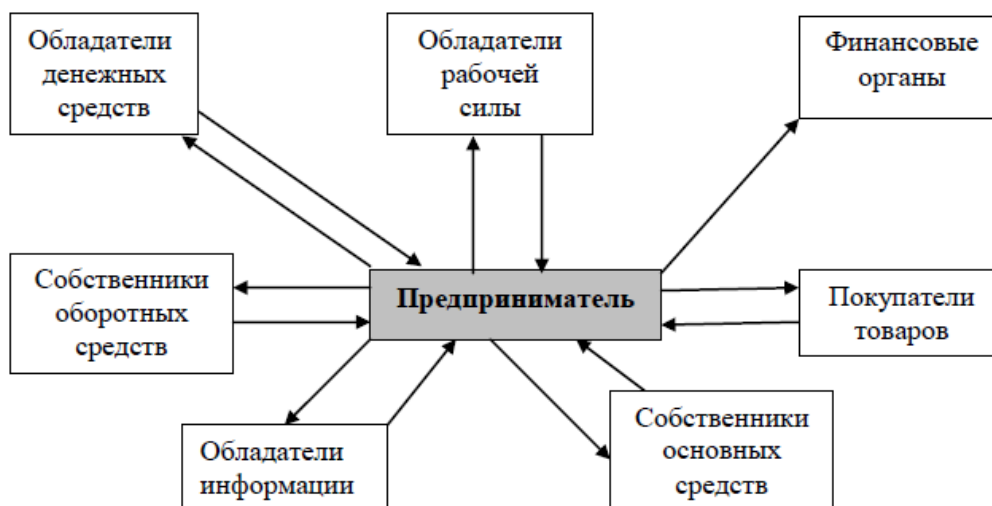 Обладатели
денежных
средств
Обладатели
рабочей
силы
Финансовые
органы
Собственники
оборотных
средств
Предприниматель
Покупатели
товаров
Обладатели
информации
Собственники
основных
средств